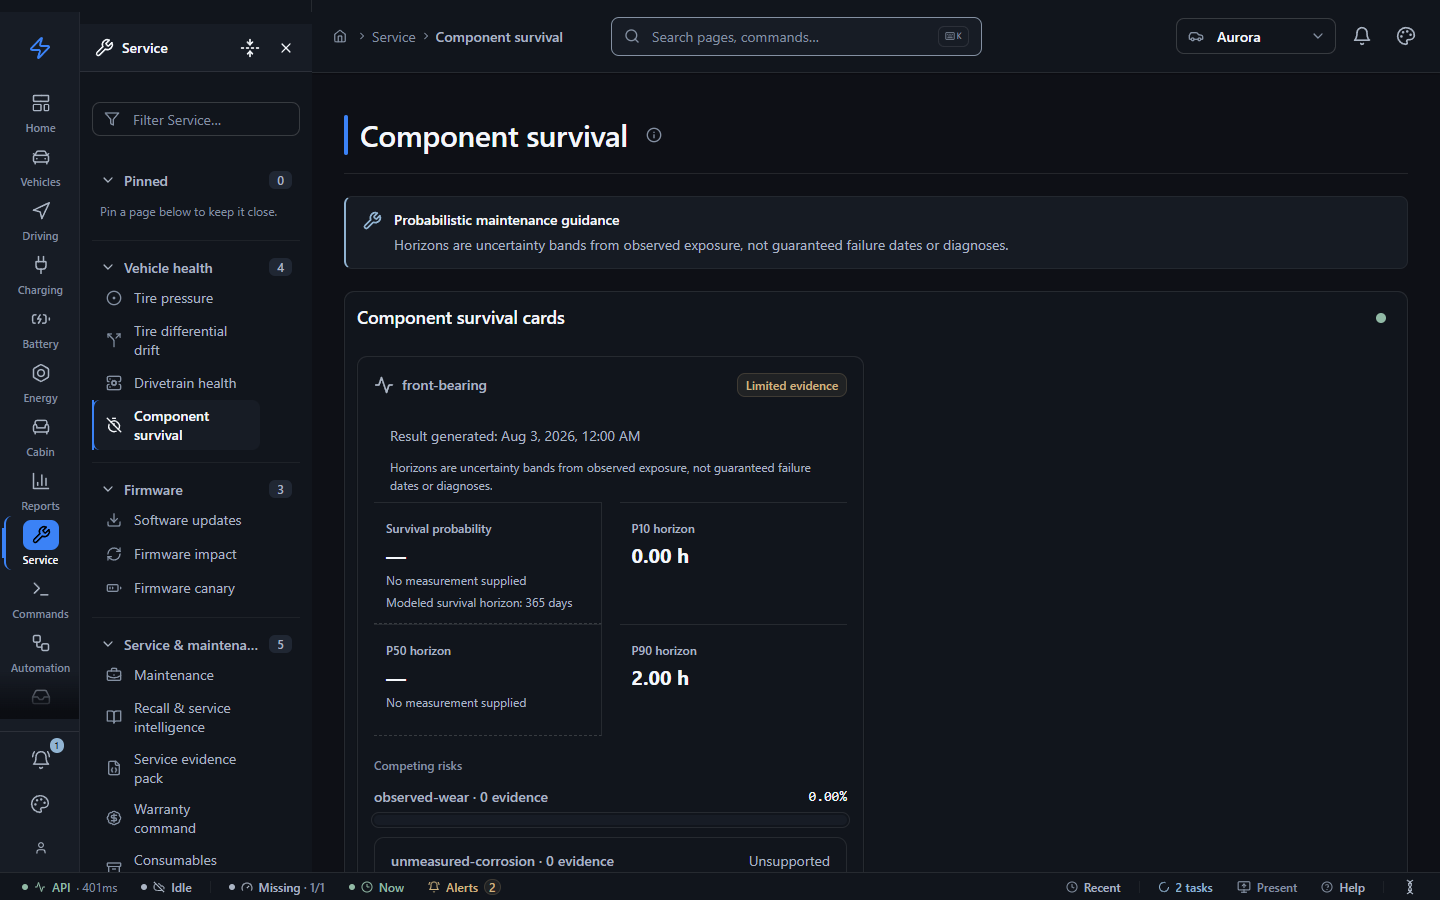 Service
Service
Component survival
Search pages, commands...
K
Aurora
Home
Vehicles
Driving
Charging
Battery
Energy
Cabin
Reports
Service
Commands
Automation
1
Filter Service...
Pinned
0
Pin a page below to keep it close.
Vehicle health
4
Tire pressure
Tire differential
drift
Drivetrain health
Component
survival
Firmware
3
Software updates
Firmware impact
Firmware canary
Service & maintena...
5
Maintenance
Recall & service
intelligence
Service evidence
pack
Warranty
command
Consumables
Component survival
Probabilistic maintenance guidance
Horizons are uncertainty bands from observed exposure, not guaranteed failure dates or diagnoses.
Component survival cards
front-bearing
Limited evidence
Result generated: Aug 3, 2026, 12:00 AM
Horizons are uncertainty bands from observed exposure, not guaranteed failure
dates or diagnoses.
Survival probability
—
No measurement supplied
Modeled survival horizon: 365 days
P10 horizon
0.00 h
P50 horizon
—
No measurement supplied
P90 horizon
2.00 h
Competing risks
observed-wear · 0 evidence
0.00%
unmeasured-corrosion · 0 evidence
Unsupported
API · 401ms
Idle
Missing · 1/1
Now
Alerts 2
Recent
2 tasks
Present
Help